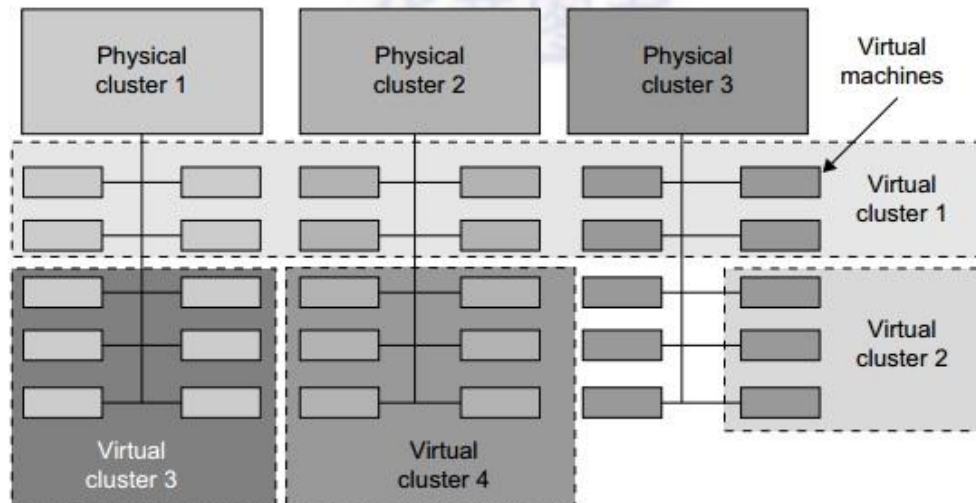 Physical
cluster 1
Physical
cluster 2
Physical
cluster 3
Virtual
machines
Virtual
cluster 1
Virtual
cluster 2
Virtual
cluster 3
Virtual
cluster 4